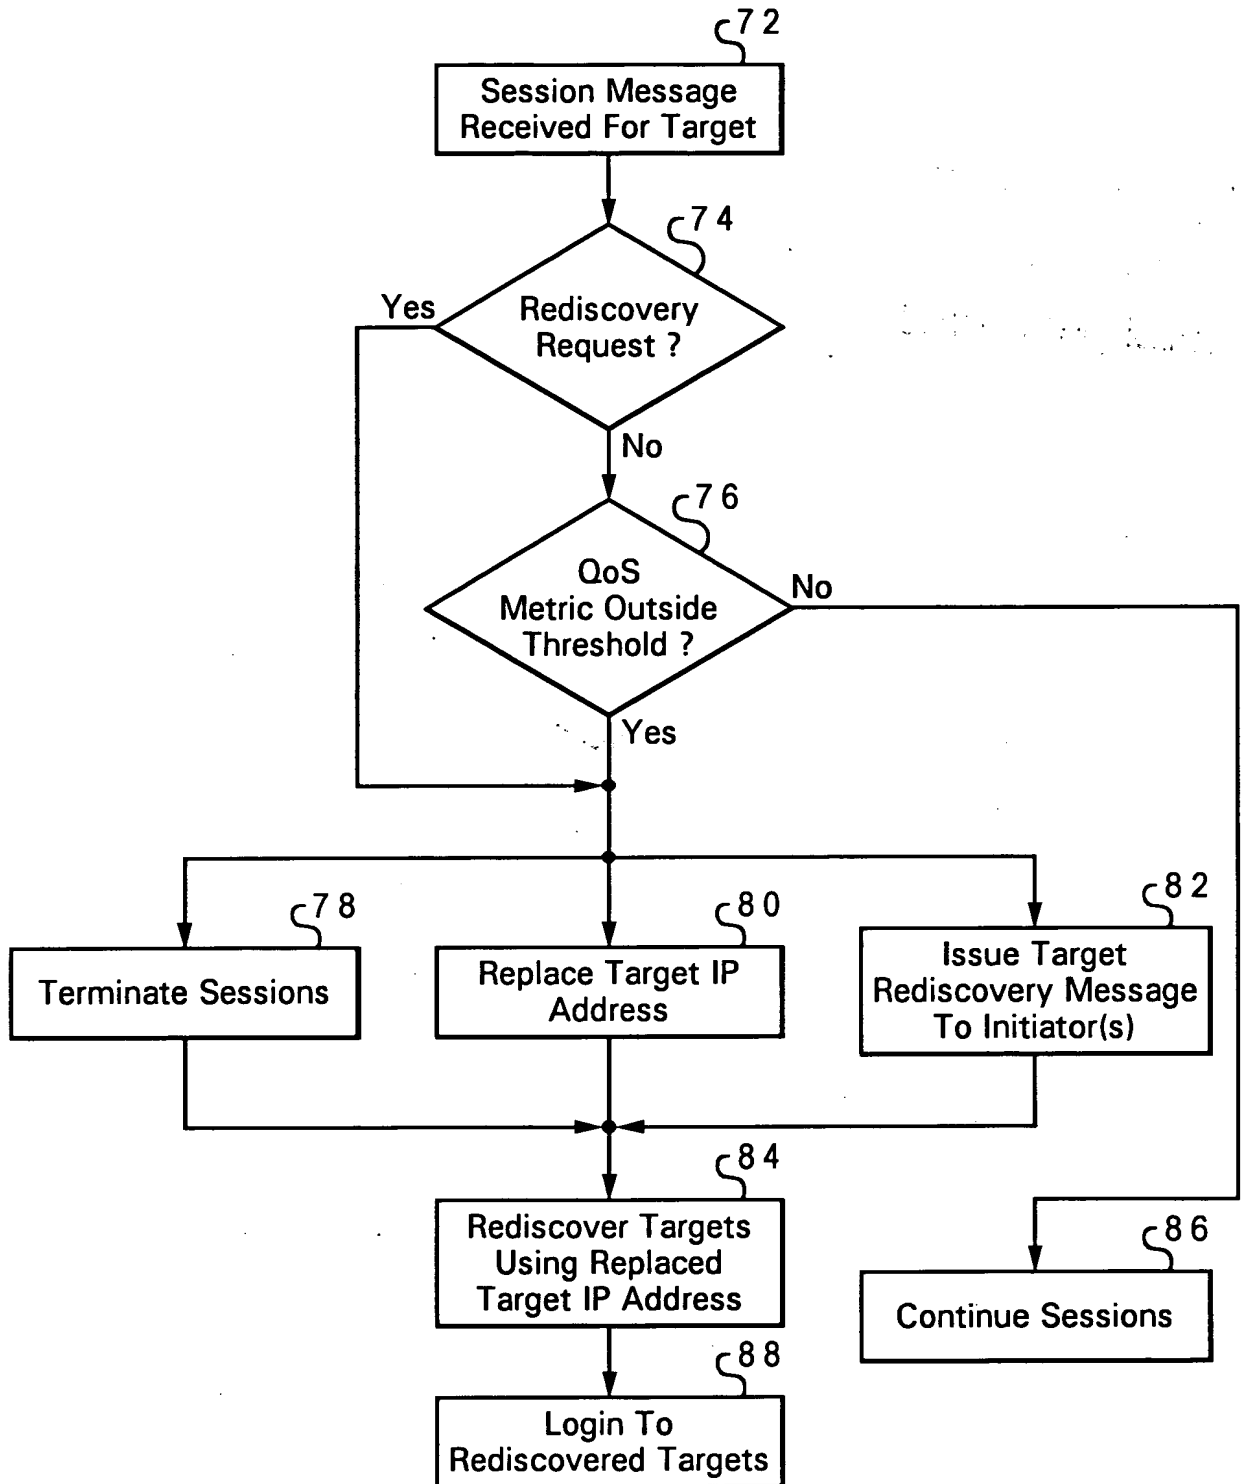 72
Session Message
Received For Target
74
Yes
Rediscovery
Request ?
No
76
QoS
Metric Outside
Threshold ?
No
Yes
78
Terminate Sessions
80
Replace Target IP
Address
82
Issue Target
Rediscovery Message
To Initiator(s)
84
Rediscover Targets
Using Replaced
Target IP Address
86
Continue Sessions
88
Login To
Rediscovered Targets